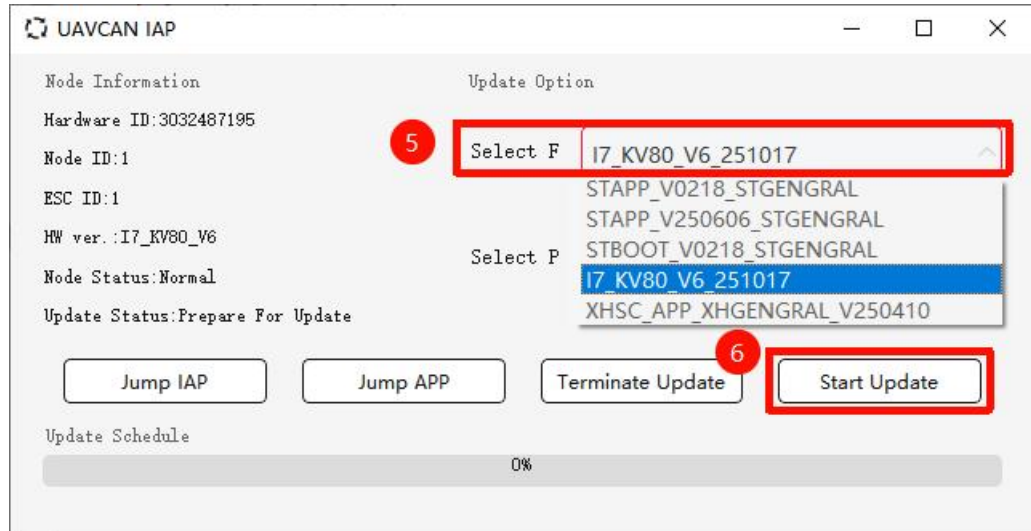 UAVCAN IAP
Node Information
Hardware ID:3032487195
Node ID:1
ESC ID:1
HW ver.:I7_KV80_V6
Node Status:Normal
Update Status:Prepare For Update
Update Option
5
Select F
I7_KV80_V6_251017
STAPP_V0218_STGENGRAL
STAPP_V250606_STGENGRAL
STBOOT_V0218_STGENGRAL
I7_KV80_V6_251017
XHSC_APP_XHGENGRAL_V250410
Select P
6
Jump IAP
Jump APP
Terminate Update
Start Update
Update Schedule
0%